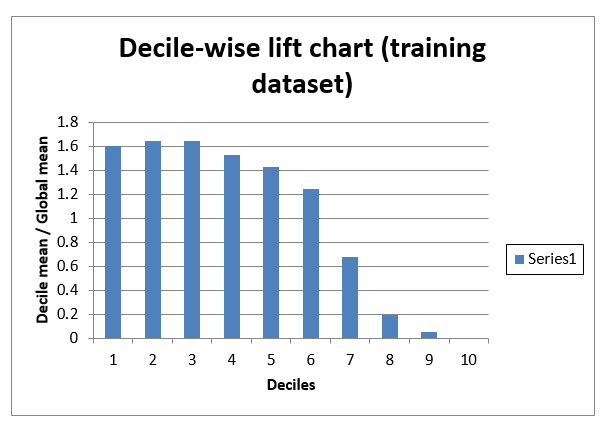 Decile-wise lift chart (training
dataset)
Decile mean / Global mean
1.8
1.6
1.4
1.2
1
0.8
0.6
0.4
0.2
0
1 2 3 4 5 6 7 8 9 10
Deciles
Series1